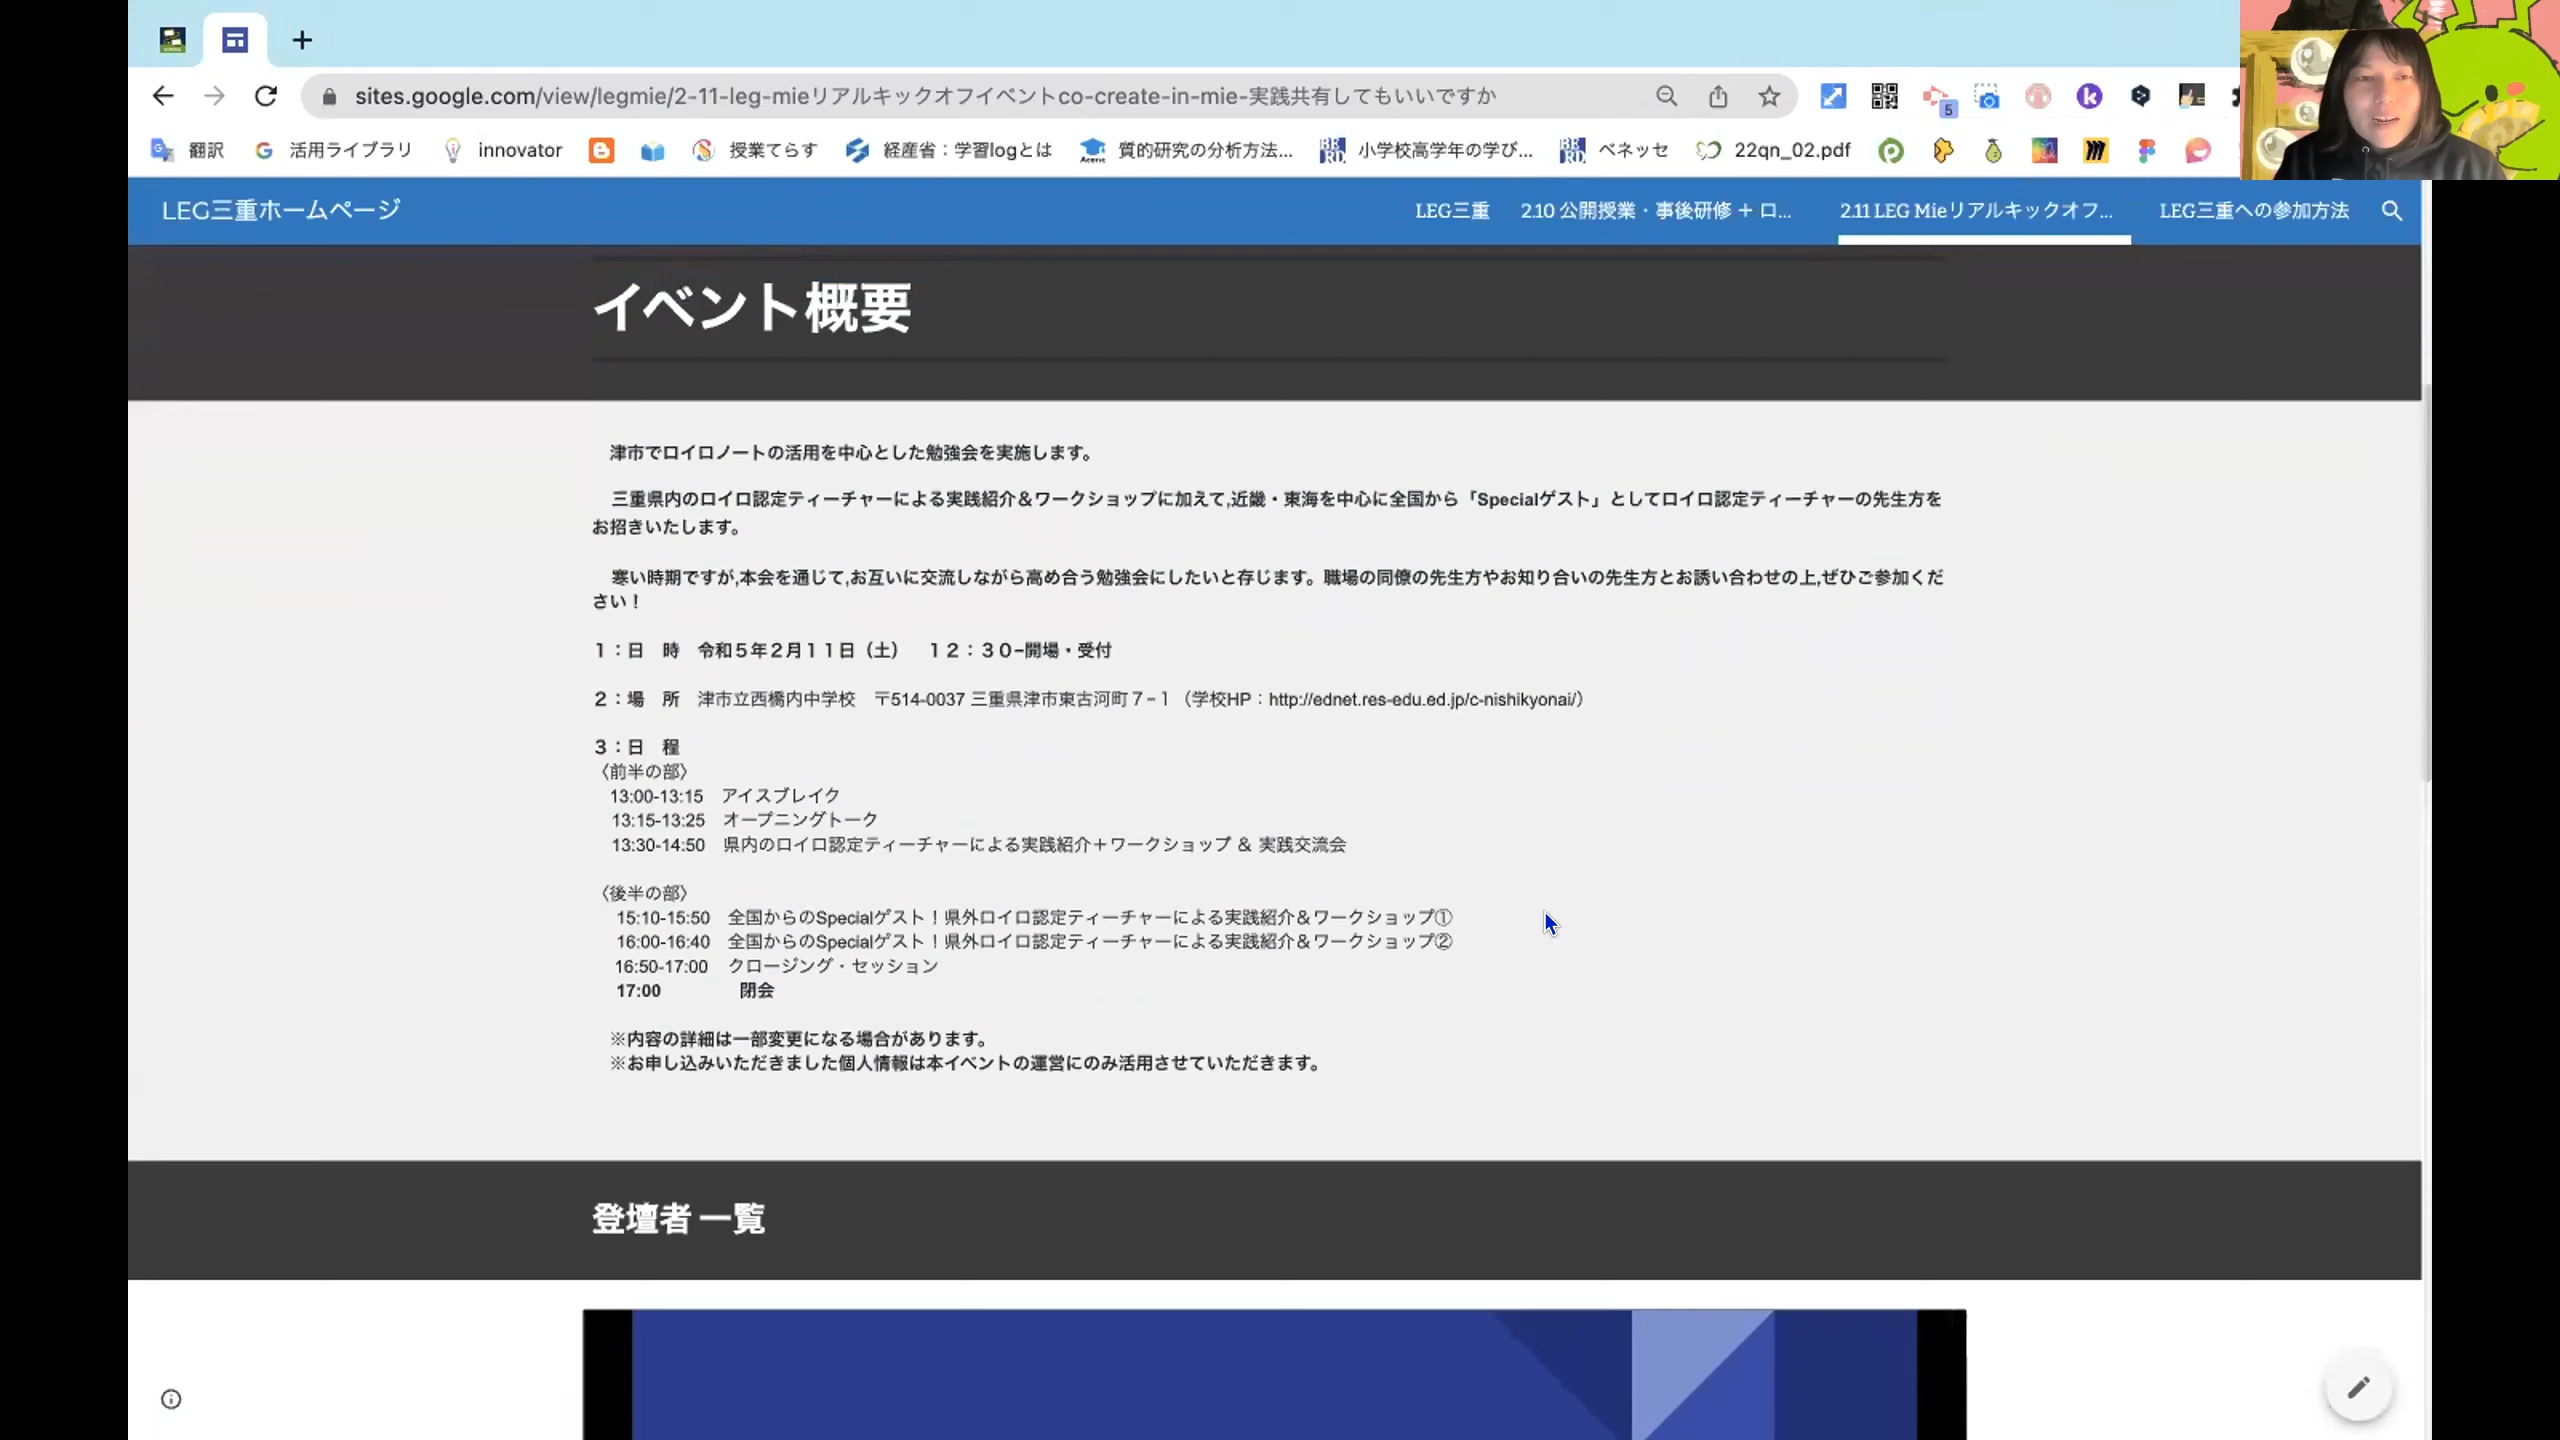 sites.google.com/view/legmie/2-11-leg-mieリアルキックオフイベントco-create-in-mie-実践共有してもいいですか
5
翻訳 活用ライブラリ innovator 授業てらす 経産省：学習logとは 質的研究の分析方法... 小学校高学年の学び... ベネッセ 22qn_02.pdf
LEG三重ホームページ LEG三重 2.10 公開授業・事後研修 + ロ... 2.11 LEG Mieリアルキックオフ... LEG三重への参加方法
イベント概要
津市でロイロノートの活用を中心とした勉強会を実施します。
三重県内のロイロ認定ティーチャーによる実践紹介＆ワークショップに加えて,近畿・東海を中心に全国から「Specialゲスト」としてロイロ認定ティーチャーの先生方を
お招きいたします。
寒い時期ですが,本会を通じて,お互いに交流しながら高め合う勉強会にしたいと存じます。職場の同僚の先生方やお知り合いの先生方とお誘い合わせの上,ぜひご参加くだ
さい！
１：日　時　令和５年２月１１日（土）　１２：３０−開場・受付
２：場　所　津市立西橋内中学校　〒514-0037 三重県津市東古河町７−１（学校HP：http://ednet.res-edu.ed.jp/c-nishikyonai/）
３：日　程
〈前半の部〉
13:00-13:15　アイスブレイク
13:15-13:25　オープニングトーク
13:30-14:50　県内のロイロ認定ティーチャーによる実践紹介＋ワークショップ ＆ 実践交流会
〈後半の部〉
15:10-15:50　全国からのSpecialゲスト！県外ロイロ認定ティーチャーによる実践紹介＆ワークショップ①
16:00-16:40　全国からのSpecialゲスト！県外ロイロ認定ティーチャーによる実践紹介＆ワークショップ②
16:50-17:00　クロージング・セッション
17:00　閉会
※内容の詳細は一部変更になる場合があります。
※お申し込みいただきました個人情報は本イベントの運営にのみ活用させていただきます。
登壇者 一覧